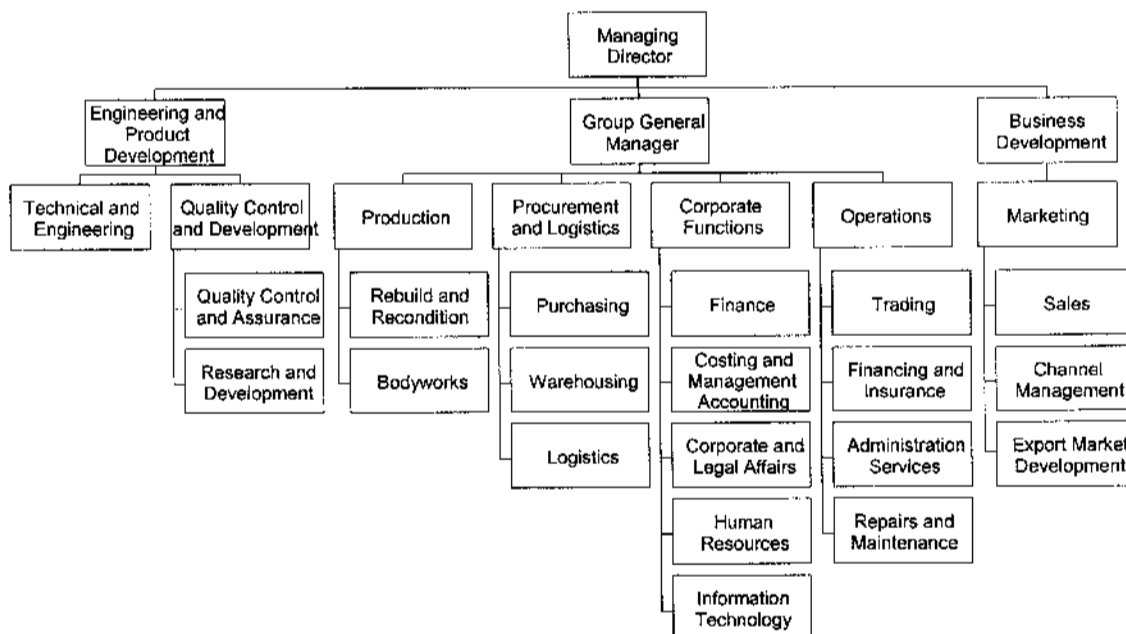 Managing
Director
Engineering and
Product
Development
Group General
Manager
Business
Development
Technical and
Engineering
Quality Control
and Development
Production
Procurement
and Logistics
Corporate
Functions
Operations
Marketing
Quality Control
and Assurance
Rebuild and
Recondition
Purchasing
Finance
Trading
Sales
Research and
Development
Bodyworks
Warehousing
Costing and
Management
Accounting
Financing and
Insurance
Channel
Management
Logistics
Corporate and
Legal Affairs
Administration
Services
Export Market
Development
Human
Resources
Repairs and
Maintenance
Information
Technology